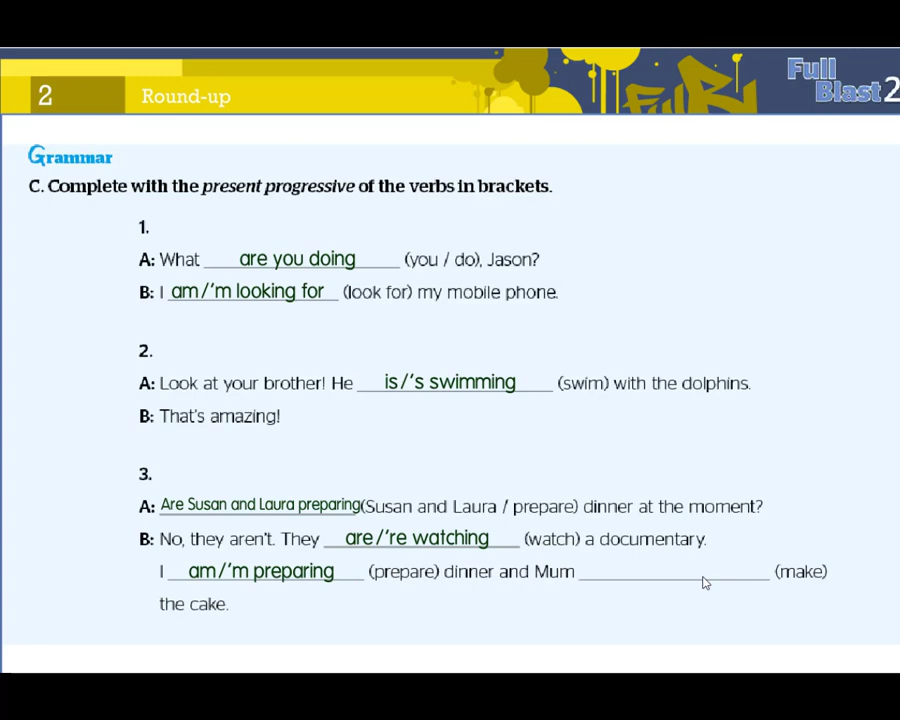 2 Round-up Full Blast 2
Grammar
C. Complete with the present progressive of the verbs in brackets.
1.
A: What are you doing (you / do), Jason?
B: I am/'m looking for (look for) my mobile phone.
2.
A: Look at your brother! He is/'s swimming (swim) with the dolphins.
B: That's amazing!
3.
A: Are Susan and Laura preparing (Susan and Laura / prepare) dinner at the moment?
B: No, they aren't. They are/'re watching (watch) a documentary.
I am/'m preparing (prepare) dinner and Mum (make)
the cake.